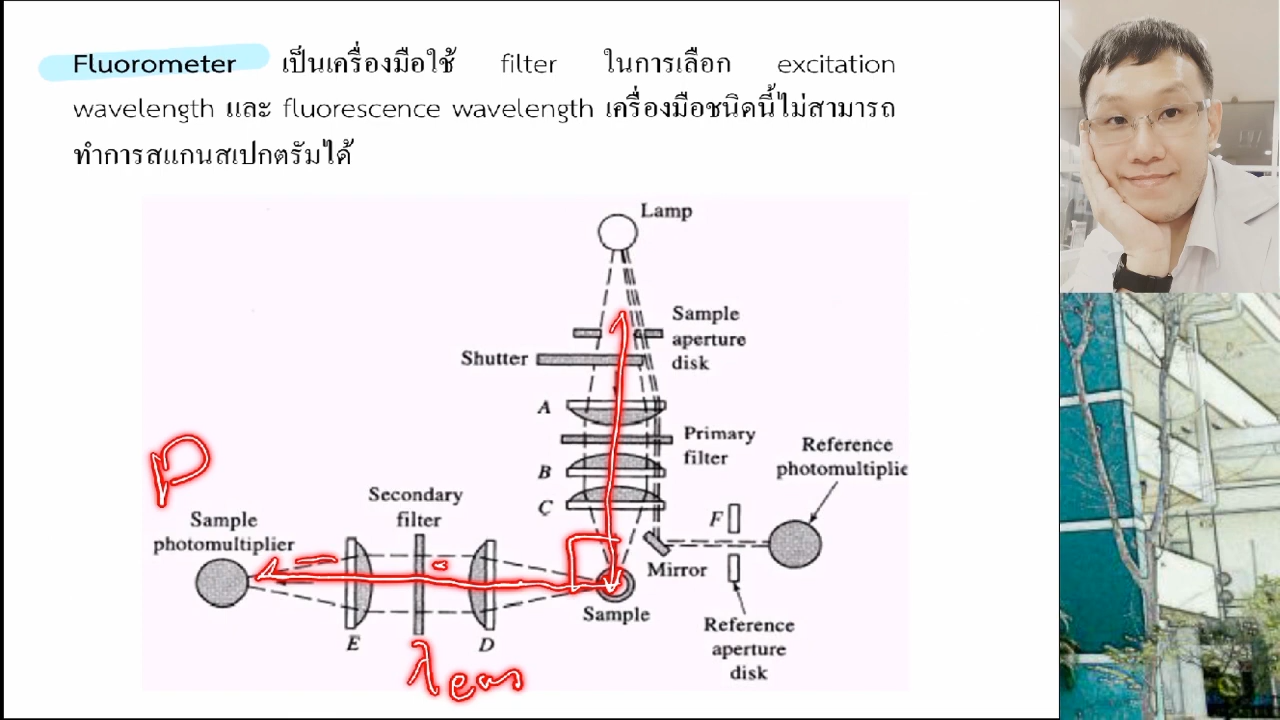 Fluorometer เป็นเครื่องมือใช้ filter ในการเลือก excitation
wavelength และ fluorescence wavelength เครื่องมือชนิดนี้ไม่สามารถ
ทำการสแกนสเปกตรัมได้
Lamp
Sample
aperture
disk
Shutter
A
Primary
filter
B
C
Reference
photomultiplie
F
Mirror
Reference
aperture
disk
P
Secondary
filter
Sample
photomultiplier
Sample
E
D